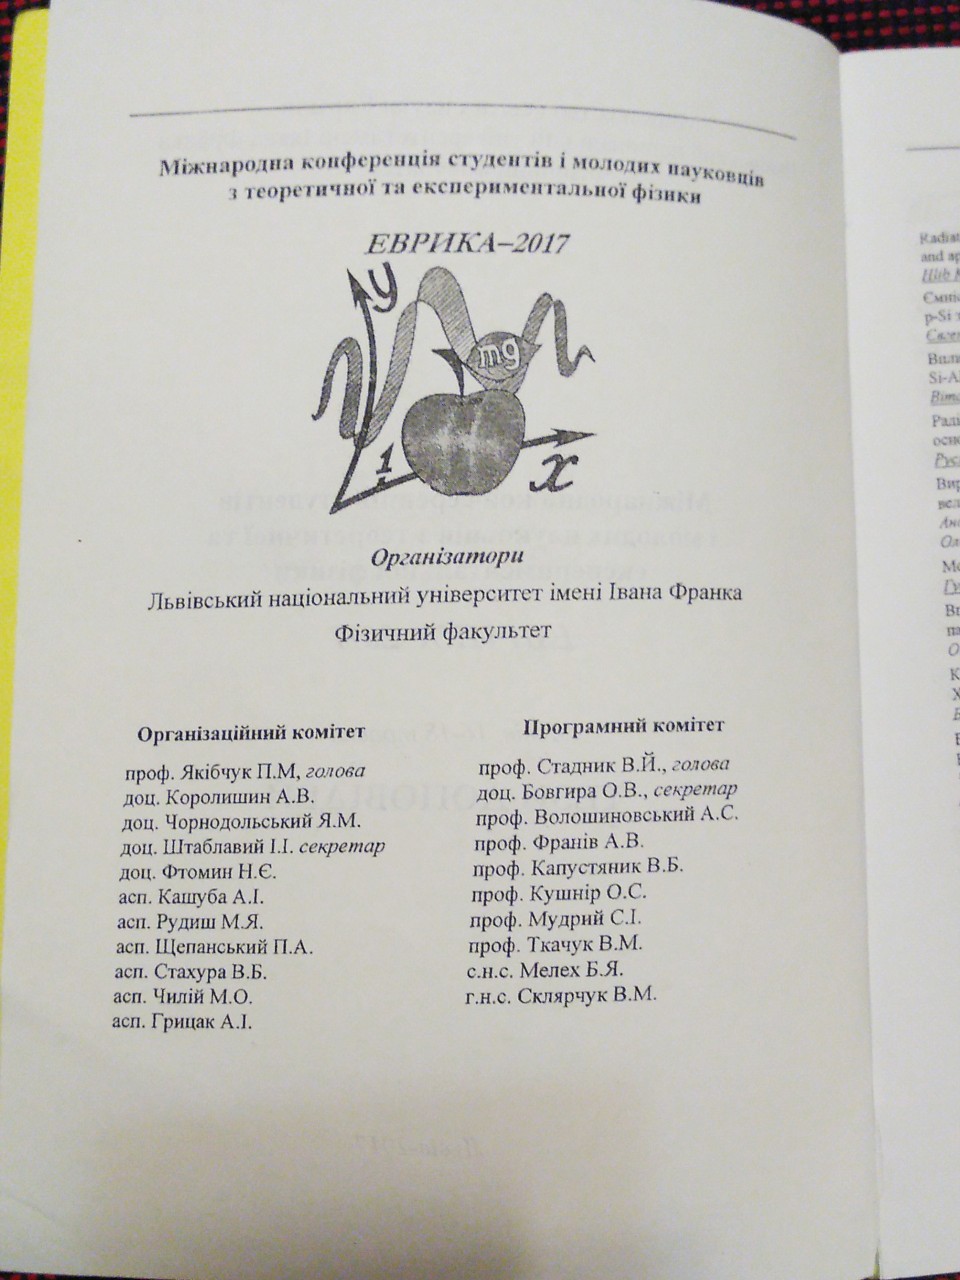 Міжнародна конференція студентів і молодих науковців
з теоретичної та експериментальної фізики
ЕВРИКА–2017
y
mg
1
x
Організатори
Львівський національний університет імені Івана Франка
Фізичний факультет
Організаційний комітет
проф. Якібчук П.М, голова
доц. Королишин А.В.
доц. Чорнодольський Я.М.
доц. Штаблавий І.І. секретар
доц. Фтомин Н.Є.
асп. Кашуба А.І.
асп. Рудиш М.Я.
асп. Щепанський П.А.
асп. Стахура В.Б.
асп. Чилій М.О.
асп. Грицак А.І.
Програмний комітет
проф. Стадник В.Й., голова
доц. Бовгира О.В., секретар
проф. Волошиновський А.С.
проф. Франів А.В.
проф. Капустяник В.Б.
проф. Кушнір О.С.
проф. Мудрий С.І.
проф. Ткачук В.М.
с.н.с. Мелех Б.Я.
г.н.с. Склярчук В.М.
and
p-Si